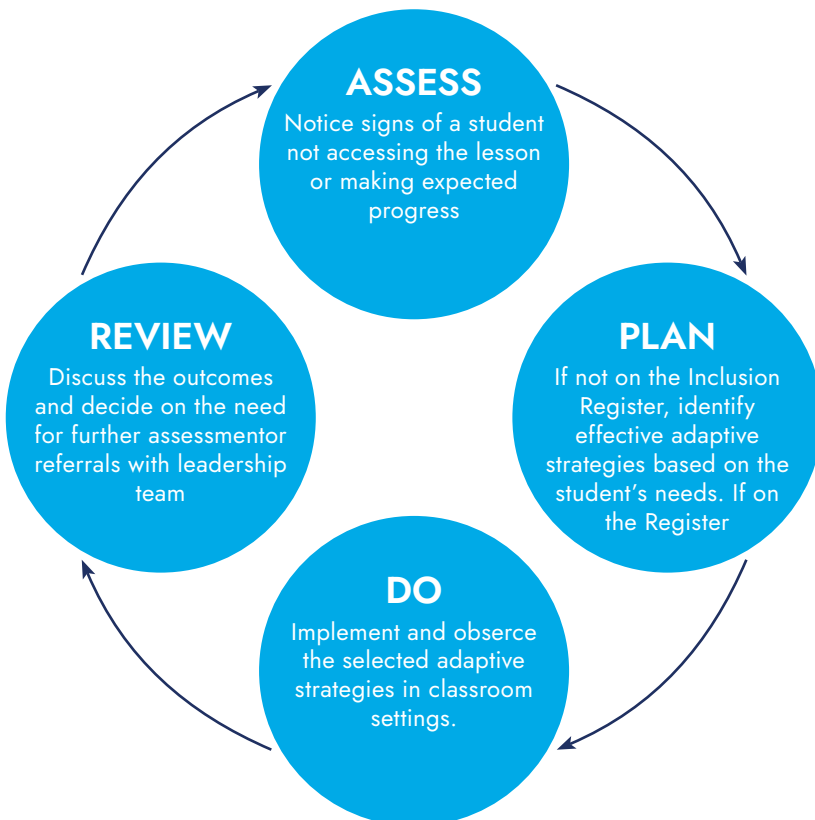 ASSESS
Notice signs of a student
not accessing the lesson
or making expected
progress
PLAN
If not on the Inclusion
Register, identify
effective adaptive
strategies based on the
student’s needs. If on
the Register
DO
Implement and obserce
the selected adaptive
strategies in classroom
settings.
REVIEW
Discuss the outcomes
and decide on the need
for further assessmentor
referrals with leadership
team